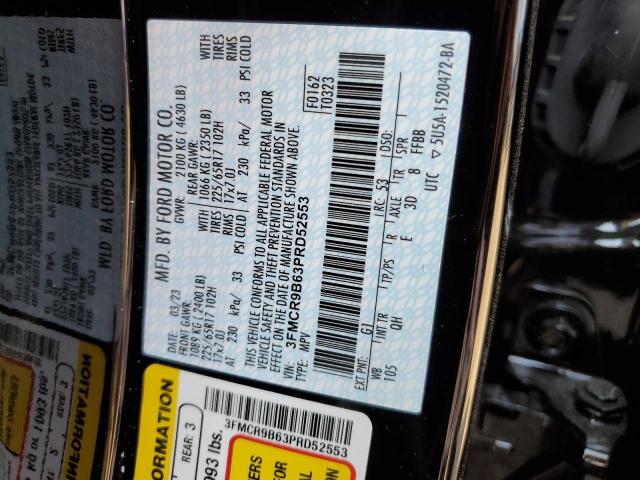 MFD. BY FORD MOTOR CO.
DATE: 03/23
GVWR: 2100 KG ( 4630 LB)
FRONT GAWR:
1089 KG ( 2400 LB)
225/65R17 102H
17x7.0J
AT 230 kPa/ 33 PSI COLD
REAR GAWR:
1066 KG ( 2350 LB)
225/65R17 102H
17x7.0J
AT 230 kPa/ 33 PSI COLD
WITH
TIRES
RIMS
WITH
TIRES
RIMS
THIS VEHICLE CONFORMS TO ALL APPLICABLE FEDERAL MOTOR
VEHICLE SAFETY AND THEFT PREVENTION STANDARDS IN
EFFECT ON THE DATE OF MANUFACTURE SHOWN ABOVE.
VIN: 3FMCR9B63PRD52553
TYPE: MPV
F0162
T0323
EXT PNT: G1 RC: 53 DSO:
WB INT TR TP/PS R AXLE TR SPR
105 QH E 3D 8 FFBB
UTC ▽ 5U5A-1520472-BA
ORMATION
REAR: 3
3FMCR9B63PRD52553
993 lbs.
FOR